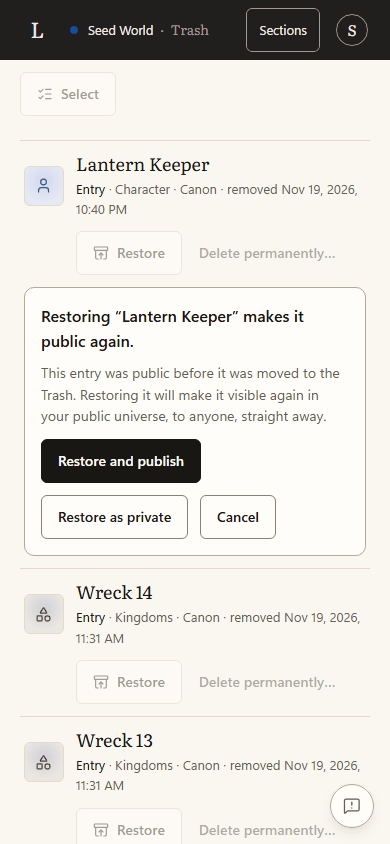 L
Seed World · Trash
Sections
S
Select
Lantern Keeper
Entry · Character · Canon · removed Nov 19, 2026,
10:40 PM
Restore
Delete permanently...
Restoring “Lantern Keeper” makes it
public again.
This entry was public before it was moved to the
Trash. Restoring it will make it visible again in
your public universe, to anyone, straight away.
Restore and publish
Restore as private
Cancel
Wreck 14
Entry · Kingdoms · Canon · removed Nov 19, 2026,
11:31 AM
Restore
Delete permanently...
Wreck 13
Entry · Kingdoms · Canon · removed Nov 19, 2026,
11:31 AM
Restore
Delete permanently...